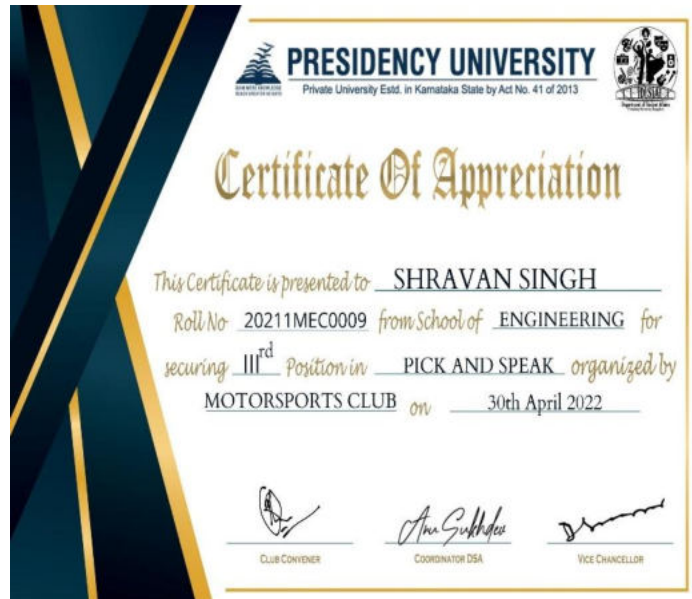 PRESIDENCY UNIVERSITY
Private University Estd. in Karnataka State by Act No. 41 of 2013
Certificate Of Appreciation
This Certificate is presented to SHRAVAN SINGH
Roll No 20211MEC0009 from School of ENGINEERING for
securing IIIrd Position in PICK AND SPEAK organized by
MOTORSPORTS CLUB on 30th April 2022
Anu Sukhdev
CLUB CONVENER COORDINATOR DSA VICE CHANCELLOR